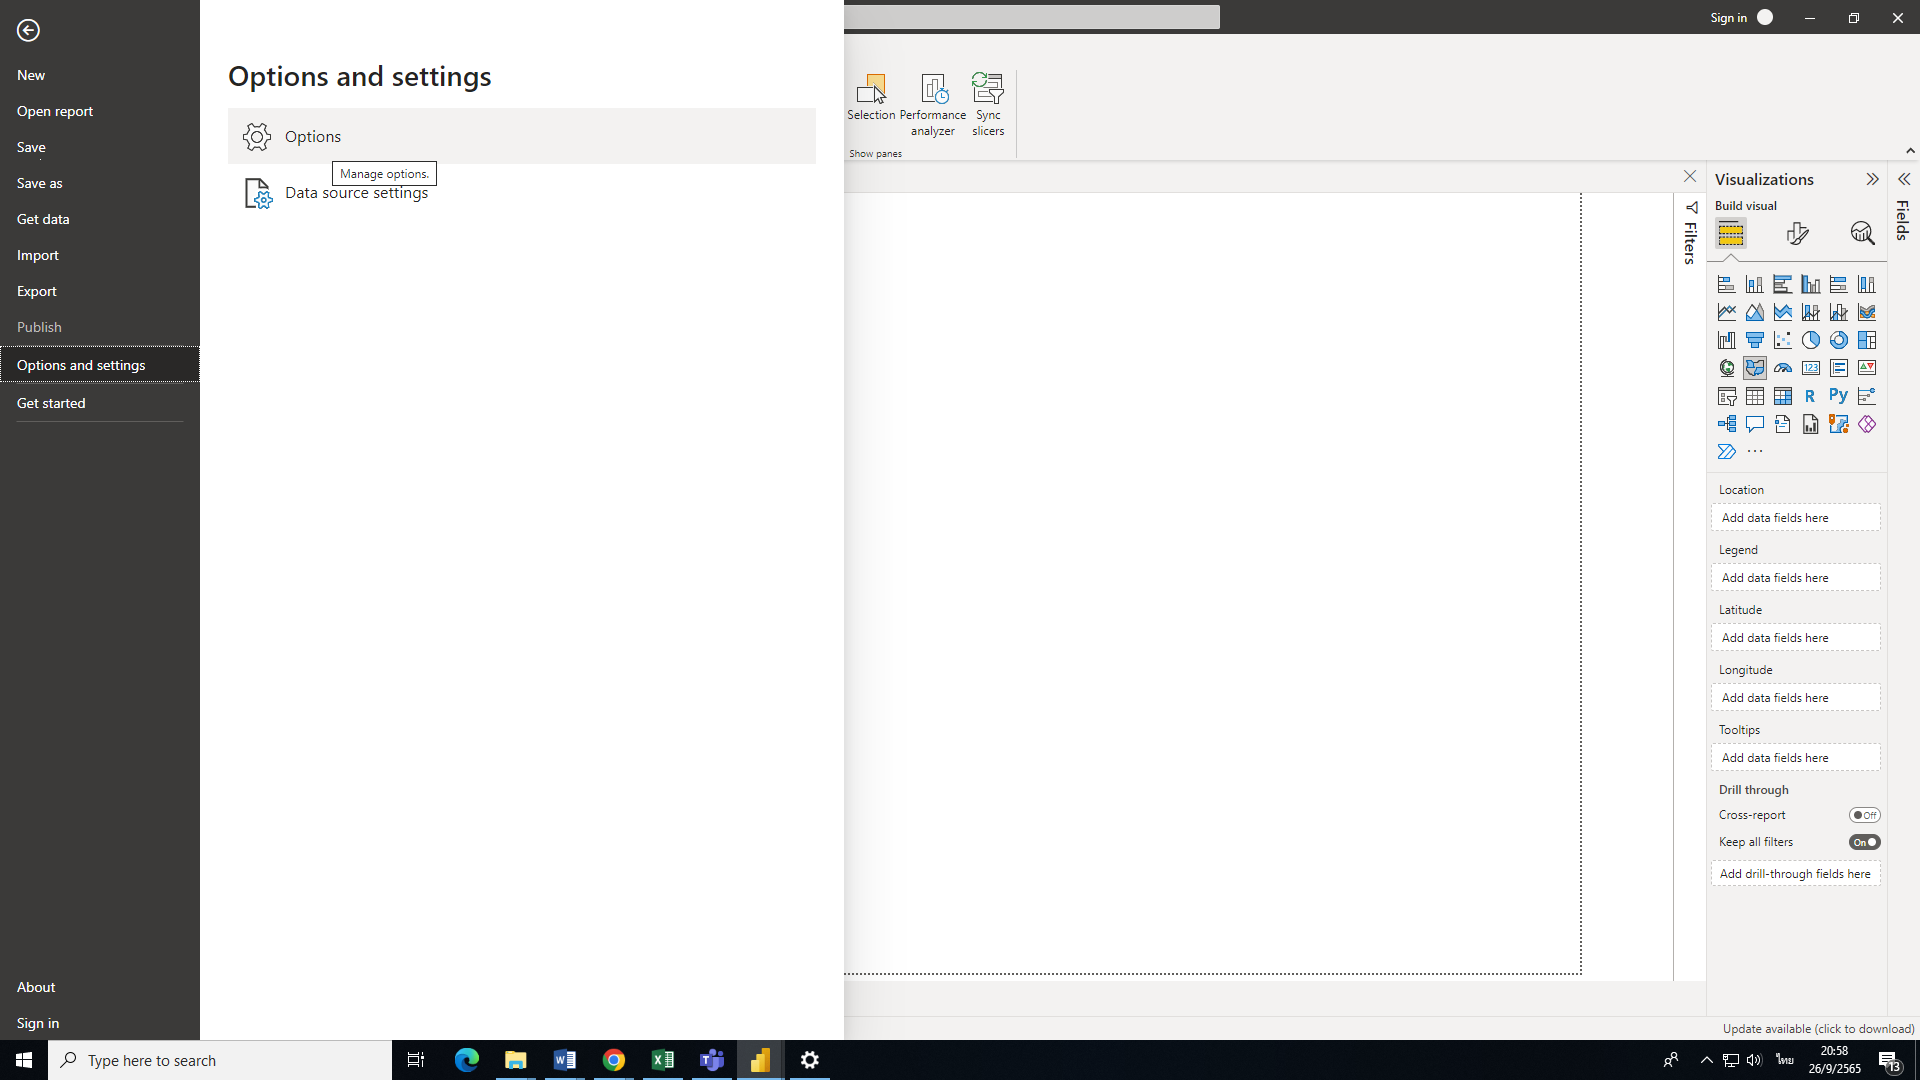 New
Open report
Save
Save as
Get data
Import
Export
Publish
Options and settings
Get started
About
Sign in
Options and settings
Options
Manage options.
Data source settings
Sign in
Selection
Performance analyzer
Sync slicers
Show panes
Filters
Visualizations
Build visual
Fields
123
R
Py
Location
Add data fields here
Legend
Add data fields here
Latitude
Add data fields here
Longitude
Add data fields here
Tooltips
Add data fields here
Drill through
Cross-report
Off
Keep all filters
On
Add drill-through fields here
Update available (click to download)
Type here to search
ไทย
20:58
26/9/2565
13